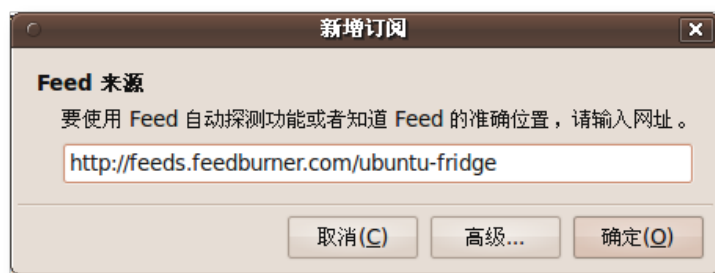 新增订阅
Feed 来源
要使用 Feed 自动探测功能或者知道 Feed 的准确位置，请输入网址。
http://feeds.feedburner.com/ubuntu-fridge
取消(C) 高级... 确定(O)